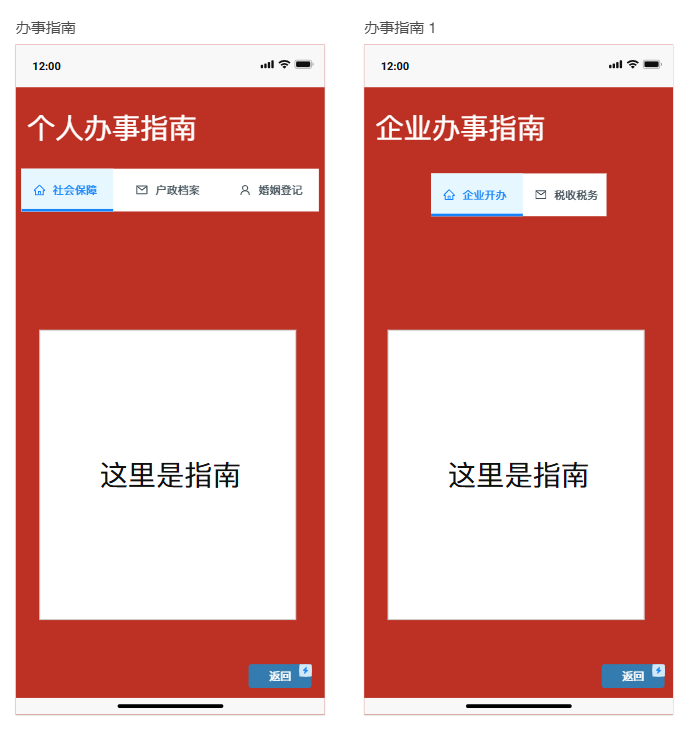 办事指南
12:00
个人办事指南
社会保障 户政档案 婚姻登记
这里是指南
返回
办事指南 1
12:00
企业办事指南
企业开办 税收税务
这里是指南
返回